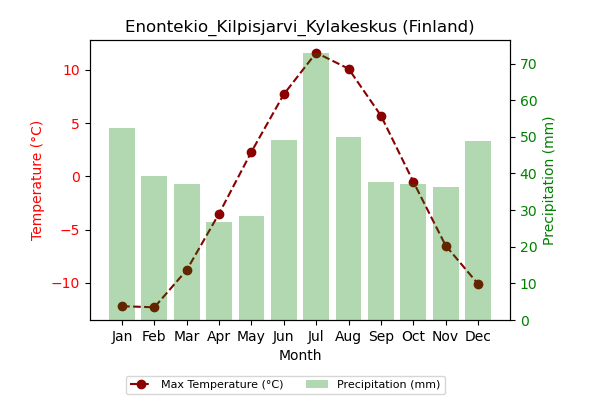 Enontekio_Kilpisjarvi_Kylakeskus (Finland)
Temperature (°C)
10
5
0
−5
−10
70
60
50
40
30
20
10
0
Precipitation (mm)
Jan Feb Mar Apr May Jun Jul Aug Sep Oct Nov Dec
Month
Max Temperature (°C) Precipitation (mm)